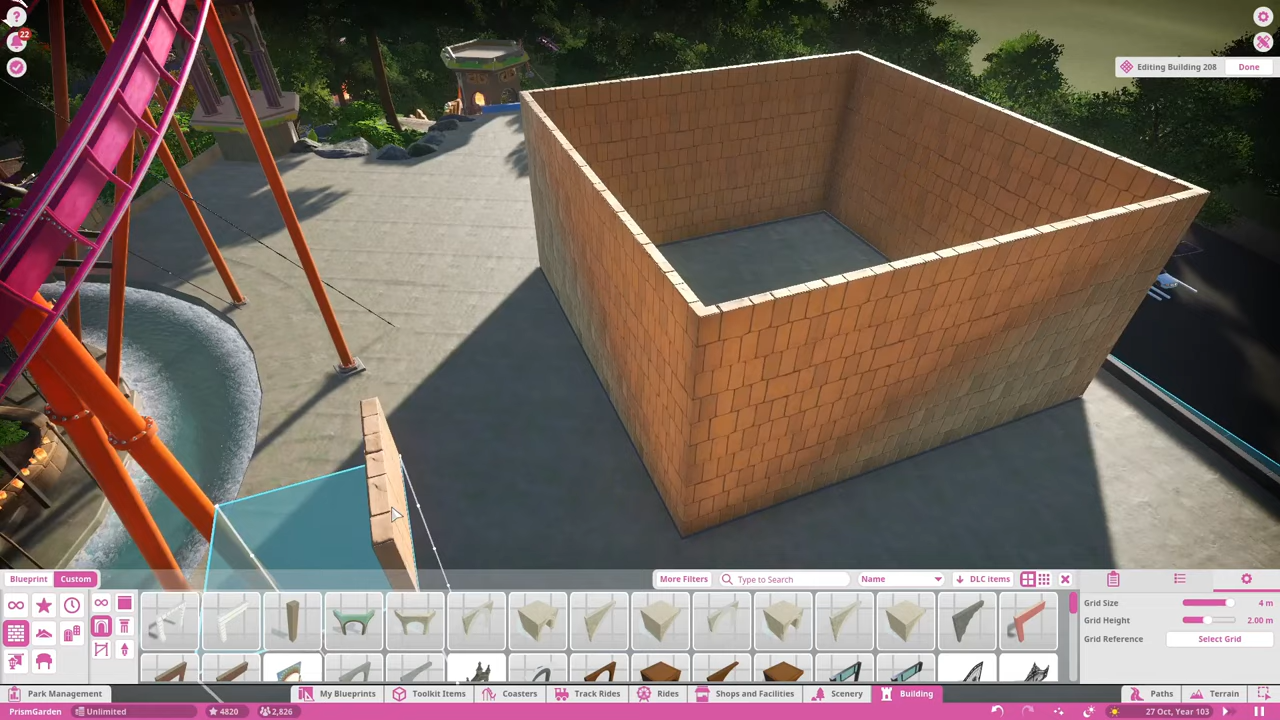 ?
22
Editing Building 208 Done
Blueprint Custom More Filters Type to Search Name DLC items
Grid Size 4 m
Grid Height 2.00 m
Grid Reference Select Grid
Park Management My Blueprints Toolkit Items Coasters Track Rides Rides Shops and Facilities Scenery Building Paths Terrain
PrismGarden Unlimited 4820 2,826 27 Oct, Year 103